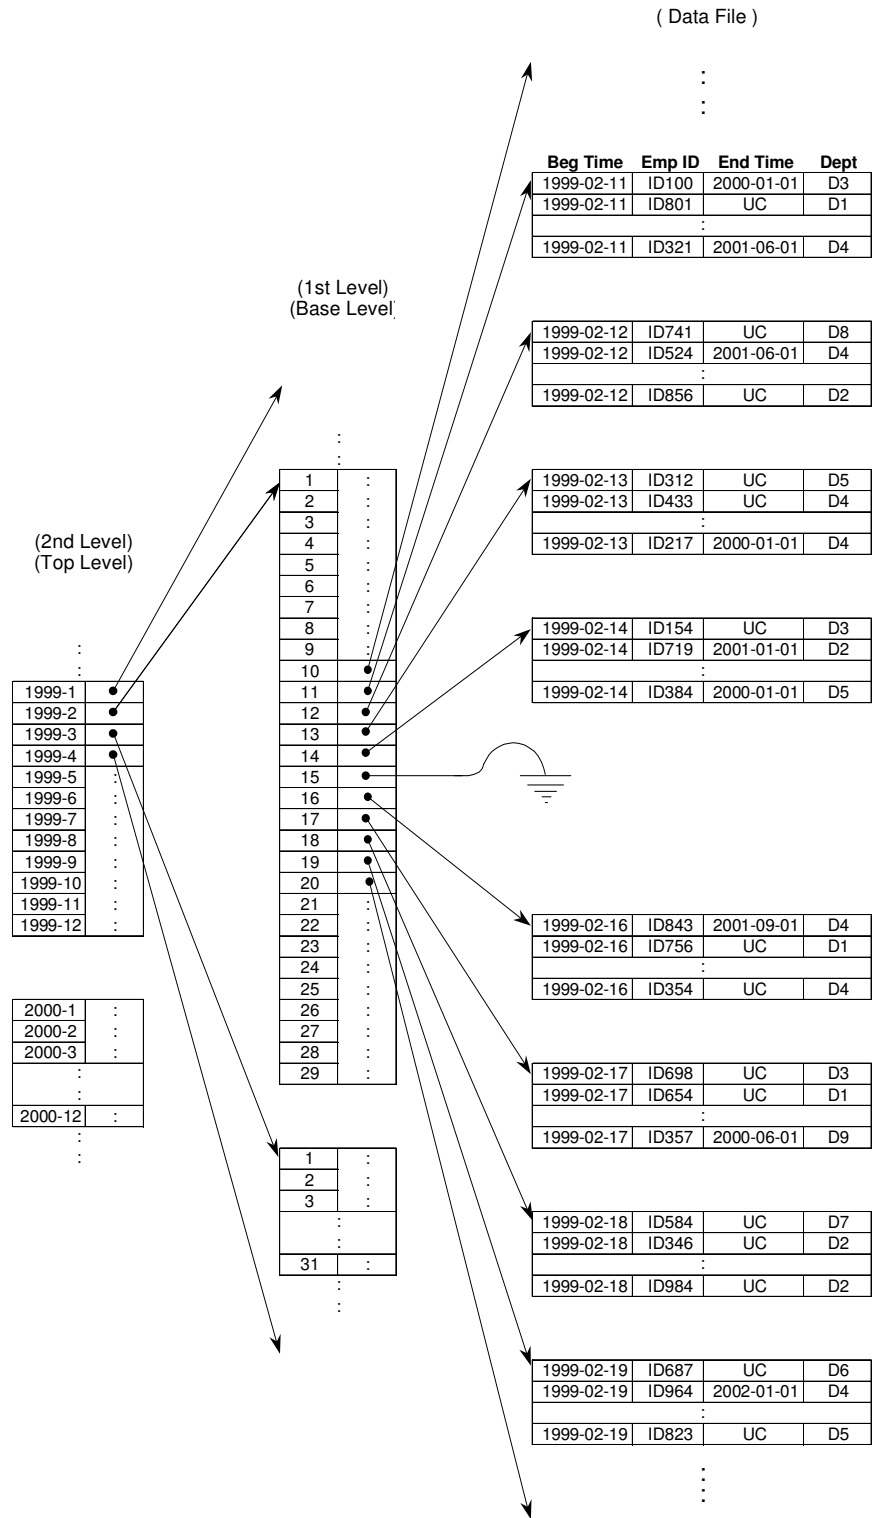 ( Data File )
:
:
Beg Time Emp ID End Time Dept
1999-02-11 ID100 2000-01-01 D3
1999-02-11 ID801 UC D1
:
1999-02-11 ID321 2001-06-01 D4
1999-02-12 ID741 UC D8
1999-02-12 ID524 2001-06-01 D4
:
1999-02-12 ID856 UC D2
1999-02-13 ID312 UC D5
1999-02-13 ID433 UC D4
:
1999-02-13 ID217 2000-01-01 D4
1999-02-14 ID154 UC D3
1999-02-14 ID719 2001-01-01 D2
:
1999-02-14 ID384 2000-01-01 D5
1999-02-16 ID843 2001-09-01 D4
1999-02-16 ID756 UC D1
:
1999-02-16 ID354 UC D4
1999-02-17 ID698 UC D3
1999-02-17 ID654 UC D1
:
1999-02-17 ID357 2000-06-01 D9
1999-02-18 ID584 UC D7
1999-02-18 ID346 UC D2
:
1999-02-18 ID984 UC D2
1999-02-19 ID687 UC D6
1999-02-19 ID964 2002-01-01 D4
:
1999-02-19 ID823 UC D5
:
:
(1st Level)
(Base Level)
:
:
1 :
2 :
3 :
4 :
5 :
6 :
7 :
8 :
9 :
10
11
12
13
14
15
16
17
18
19
20
21 :
22 :
23 :
24 :
25 :
26 :
27 :
28 :
29 :
1 :
2 :
3 :
:
:
31 :
:
:
(2nd Level)
(Top Level)
:
:
1999-1
1999-2
1999-3
1999-4
1999-5 :
1999-6 :
1999-7 :
1999-8 :
1999-9 :
1999-10 :
1999-11 :
1999-12 :
2000-1 :
2000-2 :
2000-3 :
:
:
2000-12 :
:
: